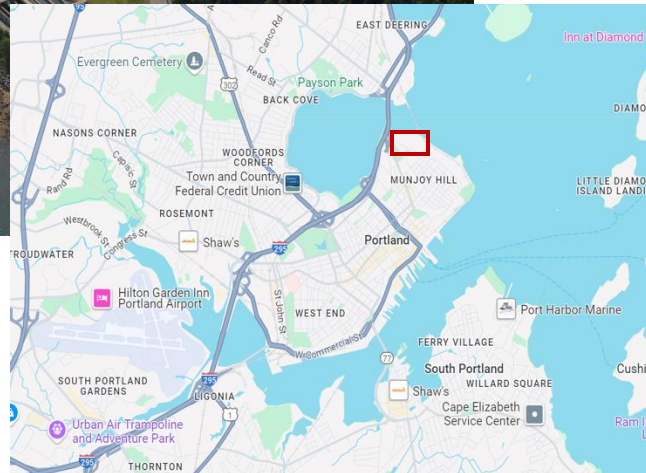 95
EAST DEERING
Canco Rd
Inn at Diamond
Evergreen Cemetery
Read St
302
Payson Park
BACK COVE
DIAMO
NASONS CORNER
WOODFORDS
CORNER
Capisic St
Town and Country
Federal Credit Union
MUNJOY HILL
LITTLE DIAMO
ISLAND LANDI
Rand Rd
ROSEMONT
Westbrook St
Congress St
Shaw's
Portland
295
TROUDWATER
Hilton Garden Inn
Portland Airport
St John St
WEST END
Port Harbor Marine
W Commercial St
FERRY VILLAGE
77
South Portland
Cushi
SOUTH PORTLAND
GARDENS
295
WILLARD SQUARE
LIGONIA
Shaw's
1
Cape Elizabeth
Service Center
Urban Air Trampoline
and Adventure Park
Ram I
L
295
THORNTON